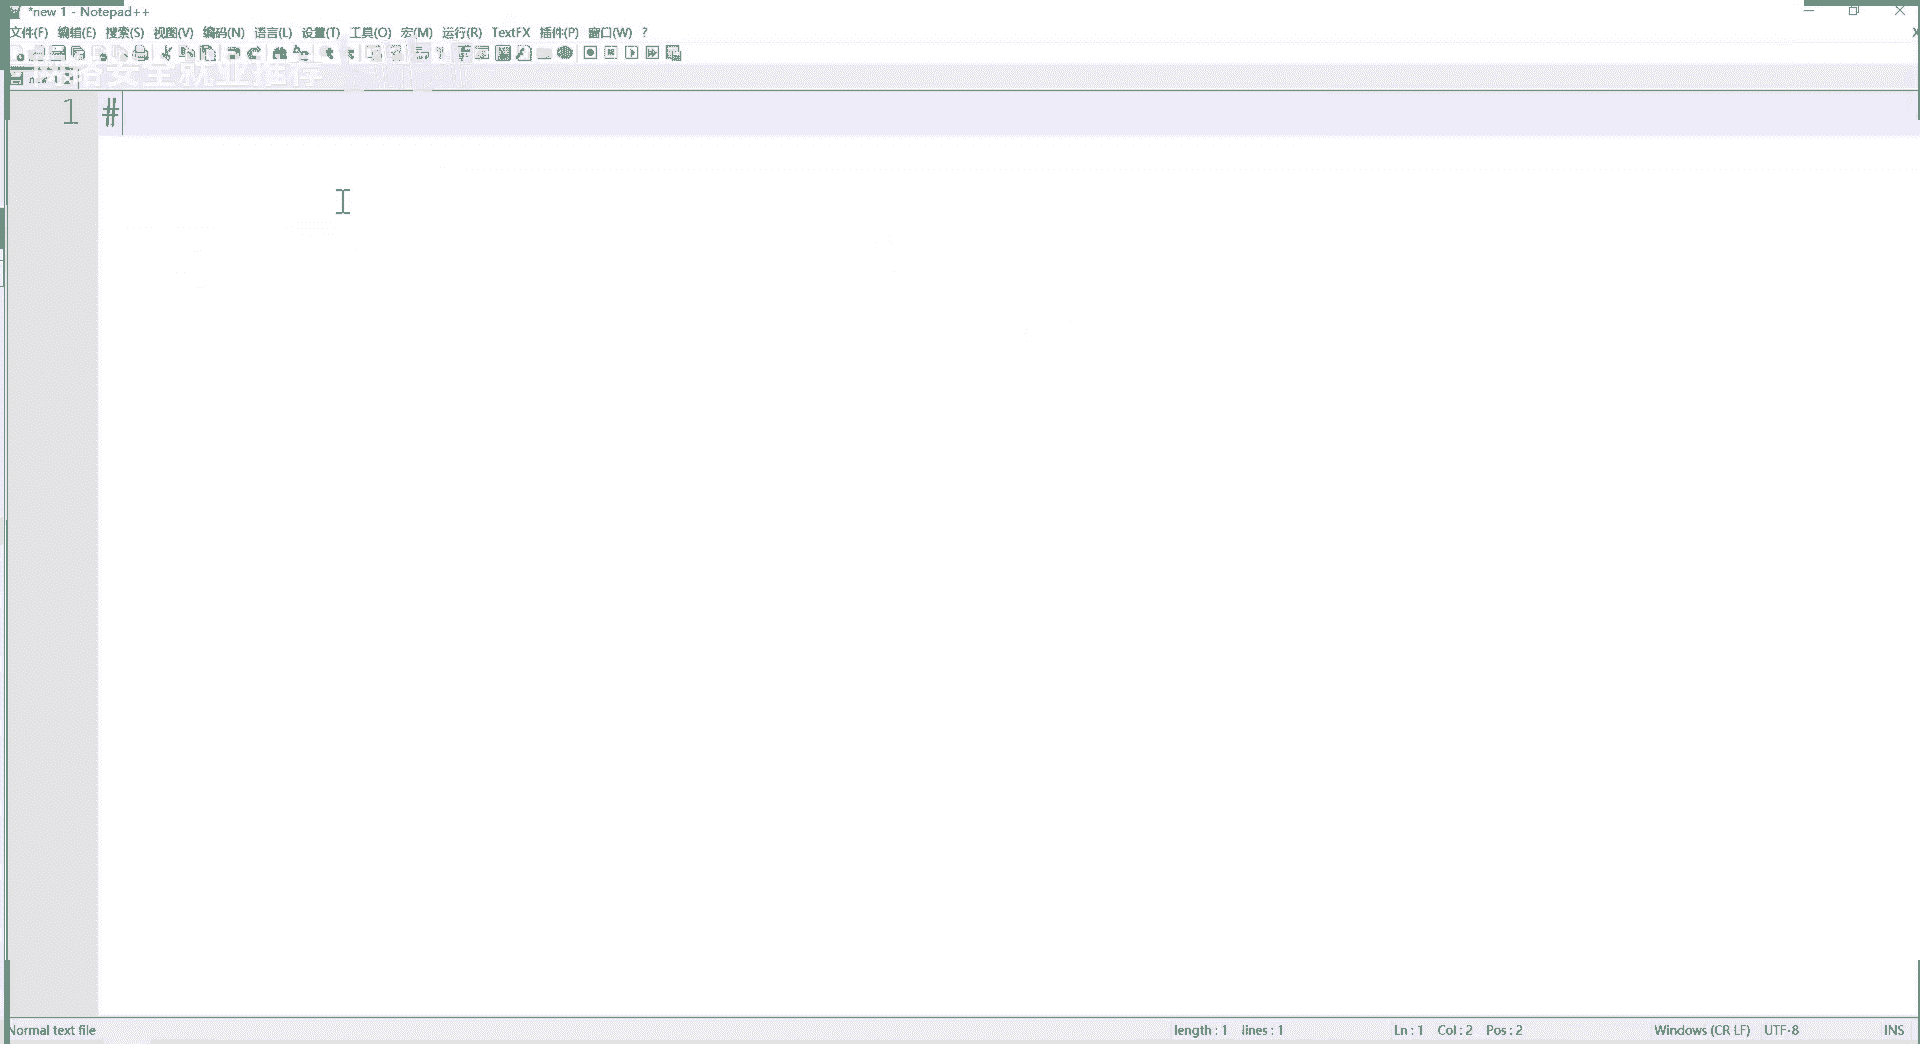 *new 1 - Notepad++
文件(F) 编辑(E) 搜索(S) 视图(V) 编码(N) 语言(L) 设置(T) 工具(O) 宏(M) 运行(R) TextFX 插件(P) 窗口(W) ?
安全就业推荐
1 #
Normal text file length : 1 lines : 1 Ln : 1 Col : 2 Pos : 2 Windows (CR LF) UTF-8 INS